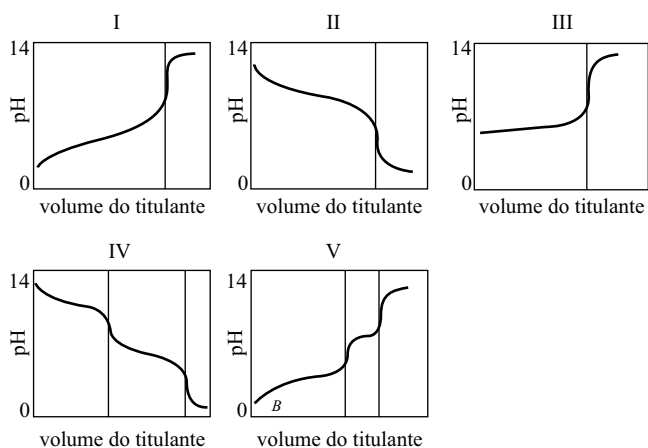 I II III
14 14 14
pH pH pH
0 0 0
volume do titulante volume do titulante volume do titulante
IV V
14 14
pH pH
0 0 B
volume do titulante volume do titulante